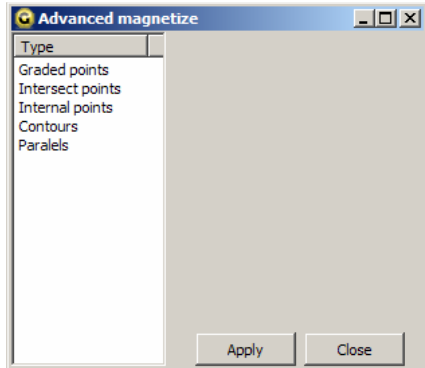 Advanced magnetize
Type
Graded points
Intersect points
Internal points
Contours
Paralels
Apply Close